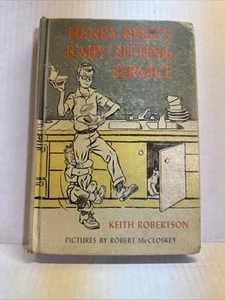 HENRY REED'S
BABY-SITTING
SERVICE
KEITH ROBERTSON
PICTURES BY ROBERT McCLOSKEY